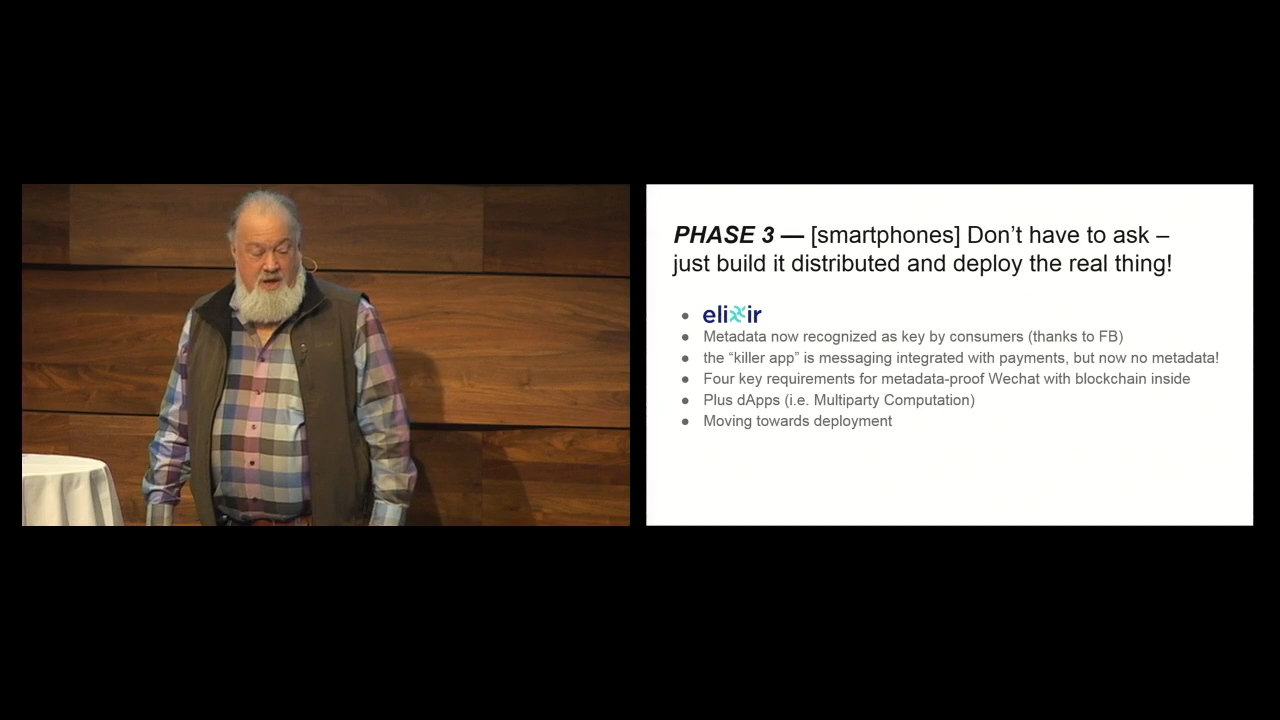 PHASE 3 — [smartphones] Don’t have to ask –
just build it distributed and deploy the real thing!
● elixxir
● Metadata now recognized as key by consumers (thanks to FB)
● the “killer app” is messaging integrated with payments, but now no metadata!
● Four key requirements for metadata-proof Wechat with blockchain inside
● Plus dApps (i.e. Multiparty Computation)
● Moving towards deployment